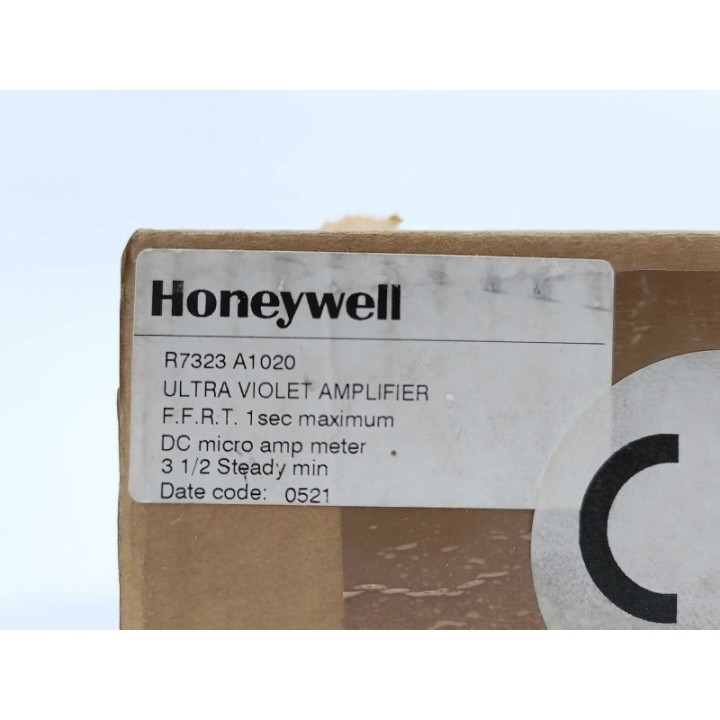 Honeywell
R7323 A1020
ULTRA VIOLET AMPLIFIER
F.F.R.T. 1sec maximum
DC micro amp meter
3 1/2 Steady min
Date code: 0521
C